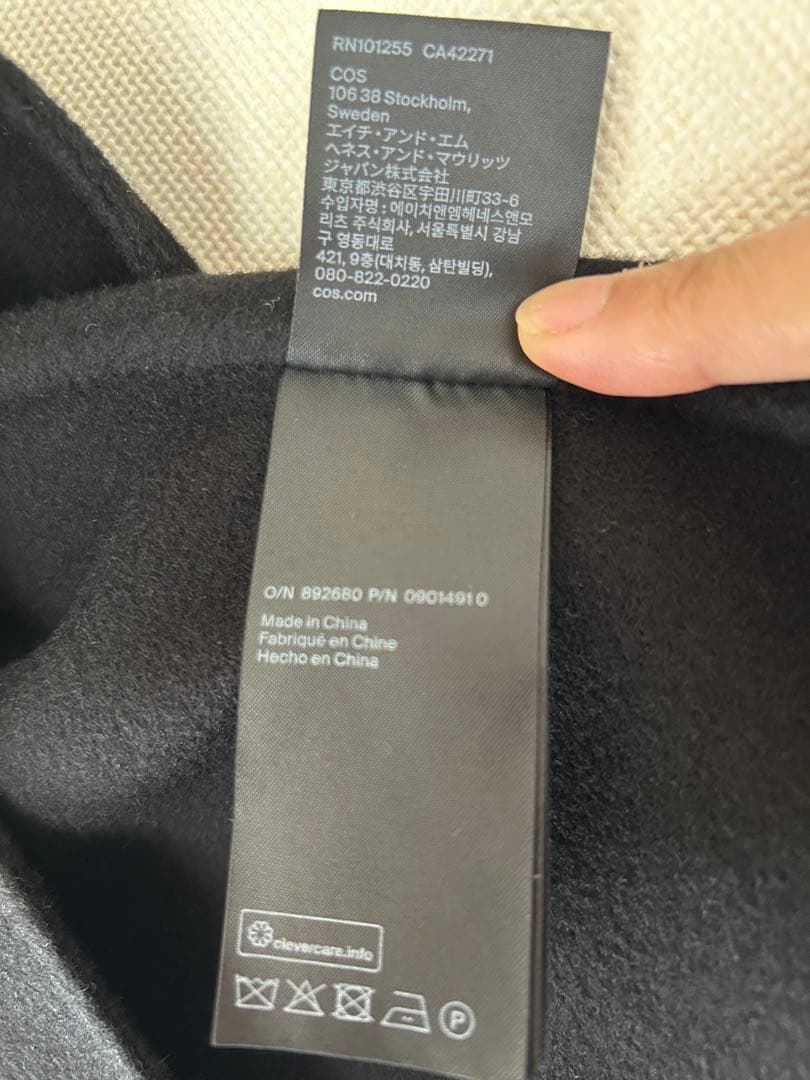 RN101255 CA42271
COS
106 38 Stockholm,
Sweden
エイチ・アンド・エム
ヘネス・アンド・マウリッツ
ジャパン株式会社
東京都渋谷区宇田川町33-6
수입자명 : 에이치앤엠헤네스앤모
리츠 주식회사, 서울특별시 강남
구 영동대로
421, 9층(대치동, 삼탄빌딩),
080-822-0220
cos.com
O/N 892680 P/N 0901491 0
Made in China
Fabriqué en Chine
Hecho en China
clevercare.info
P